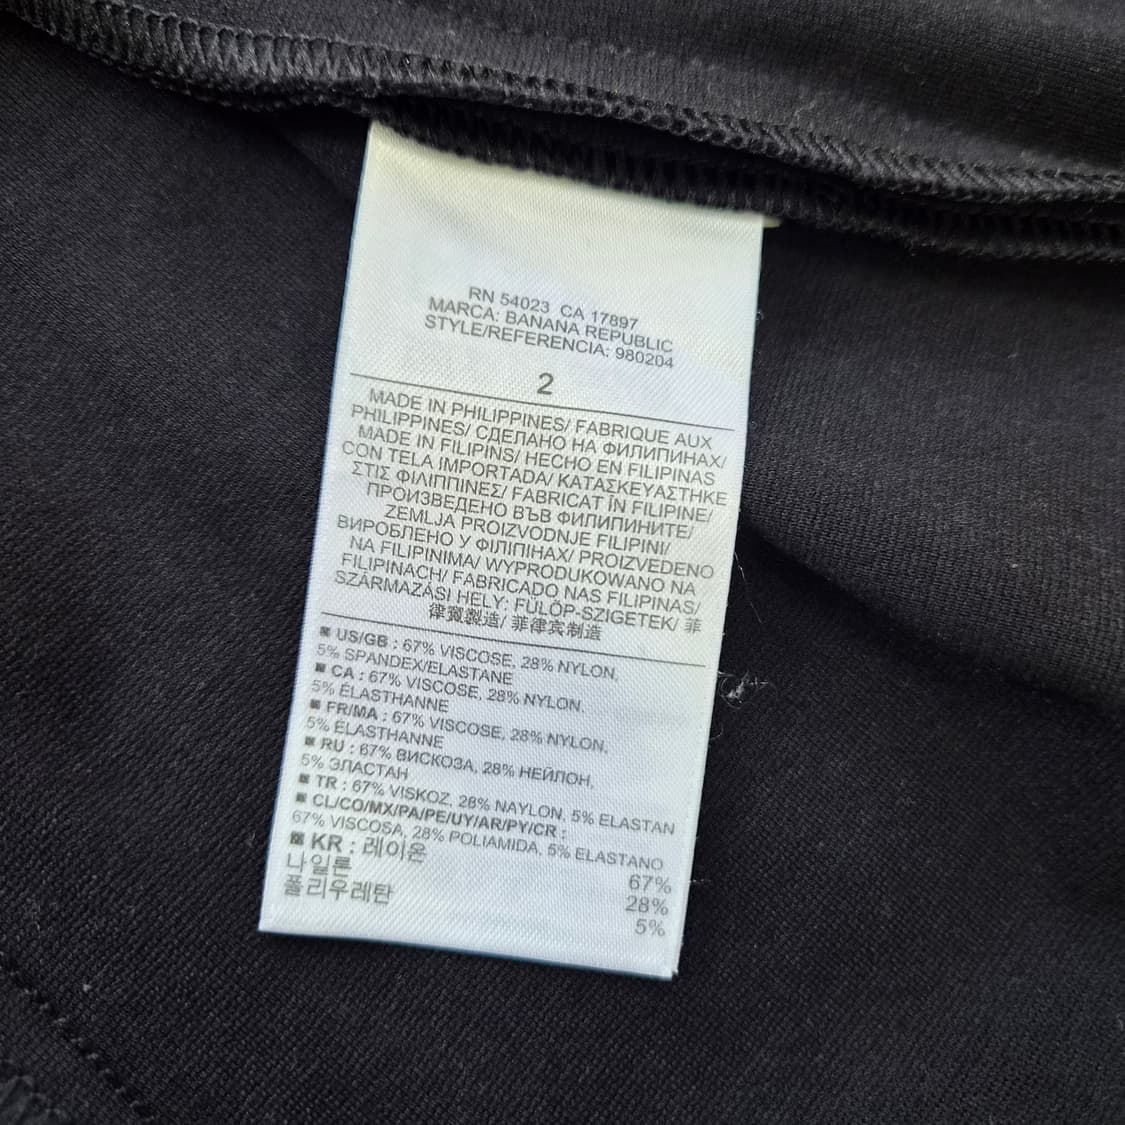 RN 54023 CA 17897
MARCA: BANANA REPUBLIC
STYLE/REFERENCIA: 980204
2
MADE IN PHILIPPINES/ FABRIQUE AUX
PHILIPPINES/ СДЕЛАНО НА ФИЛИПИНАХ/
MADE IN FILIPINS/ HECHO EN FILIPINAS
CON TELA IMPORTADA/ ΚΑΤΑΣΚΕΥΑΣΤΗΚΕ
ΣΤΙΣ ΦΙΛΙΠΠΙΝΕΣ/ FABRICAT ÎN FILIPINE/
ПРОИЗВЕДЕНО ВЪВ ФИЛИПИНИТЕ/
ZEMLJA PROIZVODNJE FILIPINI/
ВИРОБЛЕНО У ФІЛІПІНАХ/ PROIZVEDENO
NA FILIPINIMA/ WYPRODUKOWANO NA
FILIPINACH/ FABRICADO NAS FILIPINAS/
SZÁRMAZÁSI HELY: FÜLÖP-SZIGETEK/ 菲
律賓製造/ 菲律宾制造
■ US/GB : 67% VISCOSE, 28% NYLON,
5% SPANDEX/ELASTANE
■ CA : 67% VISCOSE, 28% NYLON,
5% ÉLASTHANNE
■ FR/MA : 67% VISCOSE, 28% NYLON,
5% ÉLASTHANNE
■ RU : 67% ВИСКОЗА, 28% НЕЙЛОН,
5% ЭЛАСТАН
■ TR : 67% VISKOZ, 28% NAYLON, 5% ELASTAN
■ CL/CO/MX/PA/PE/UY/AR/PY/CR :
67% VISCOSA, 28% POLIAMIDA, 5% ELASTANO
■ KR : 레이온 67%
나일론 28%
폴리우레탄 5%